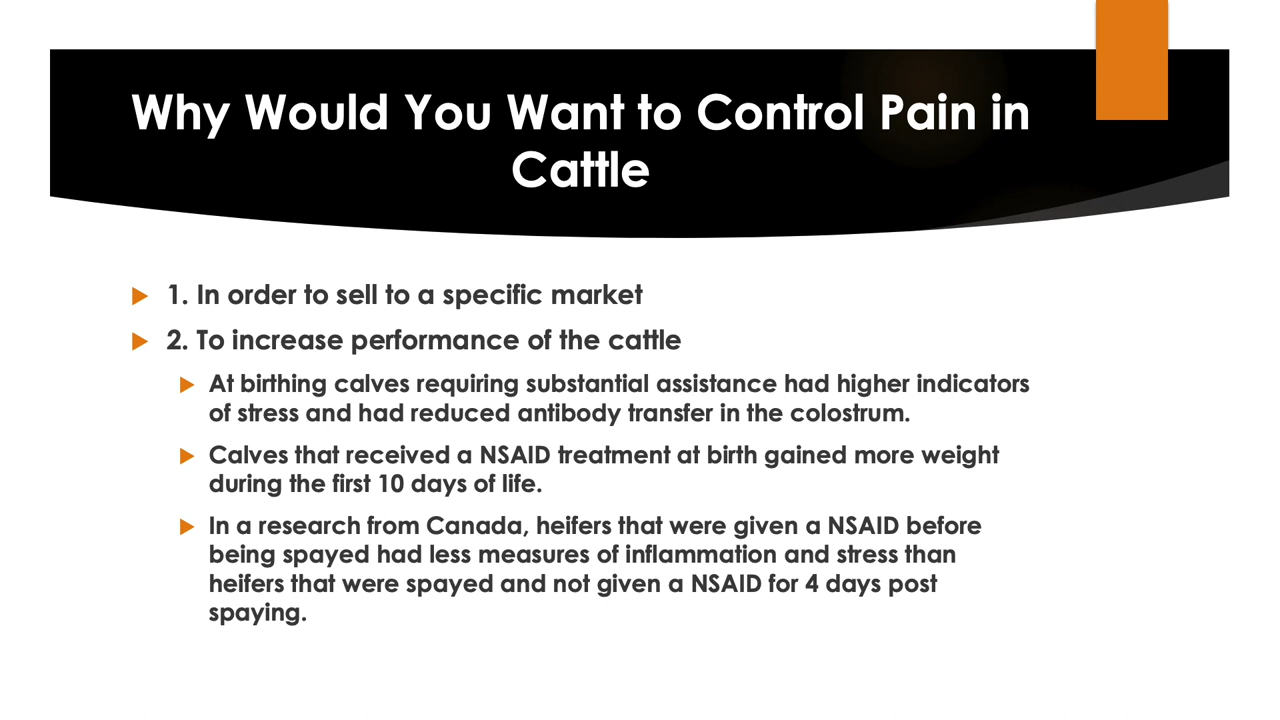 Why Would You Want to Control Pain in
Cattle
1. In order to sell to a specific market
2. To increase performance of the cattle
At birthing calves requiring substantial assistance had higher indicators
of stress and had reduced antibody transfer in the colostrum.
Calves that received a NSAID treatment at birth gained more weight
during the first 10 days of life.
In a research from Canada, heifers that were given a NSAID before
being spayed had less measures of inflammation and stress than
heifers that were spayed and not given a NSAID for 4 days post
spaying.